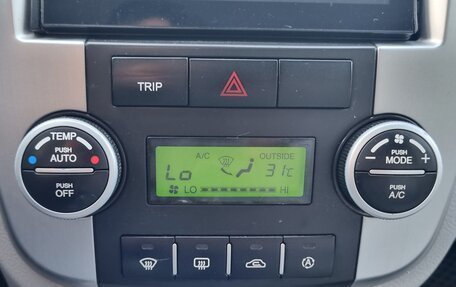 TRIP
TEMP
PUSH
AUTO
PUSH
OFF
A/C OUTSIDE
Lo 31°C
LO HI
PUSH
− MODE +
PUSH
A/C
A